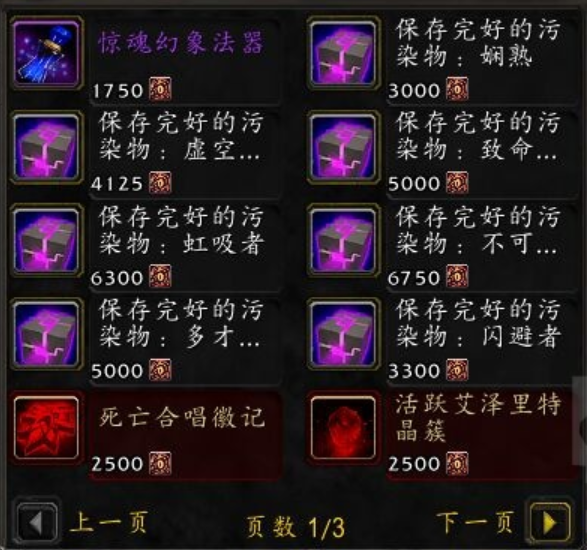 惊魂幻象法器
1750
保存完好的污
染物：娴熟
3000
保存完好的污
染物：虚空...
4125
保存完好的污
染物：致命...
5000
保存完好的污
染物：虹吸者
6300
保存完好的污
染物：不可...
6750
保存完好的污
染物：多才...
5000
保存完好的污
染物：闪避者
3300
死亡合唱徽记
2500
活跃艾泽里特
晶簇
2500
上一页
页数 1/3
下一页